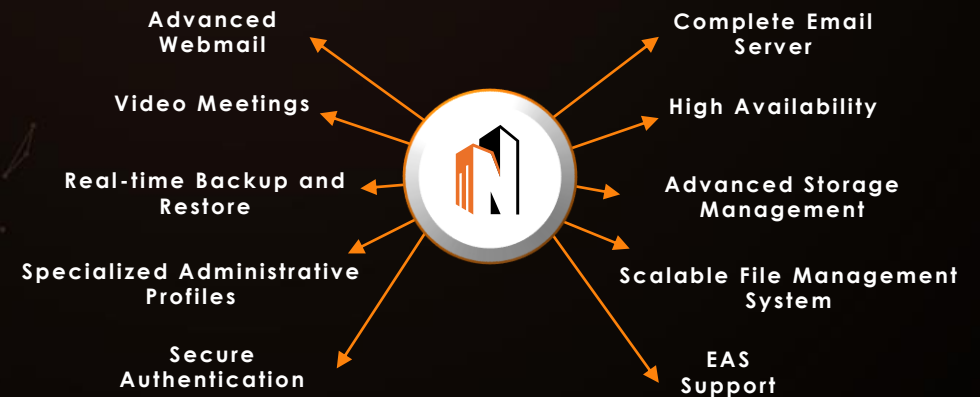 Advanced
Webmail
Video Meetings
Real-time Backup and
Restore
Specialized Administrative
Profiles
Secure
Authentication
Complete Email
Server
High Availability
Advanced Storage
Management
Scalable File Management
System
EAS
Support